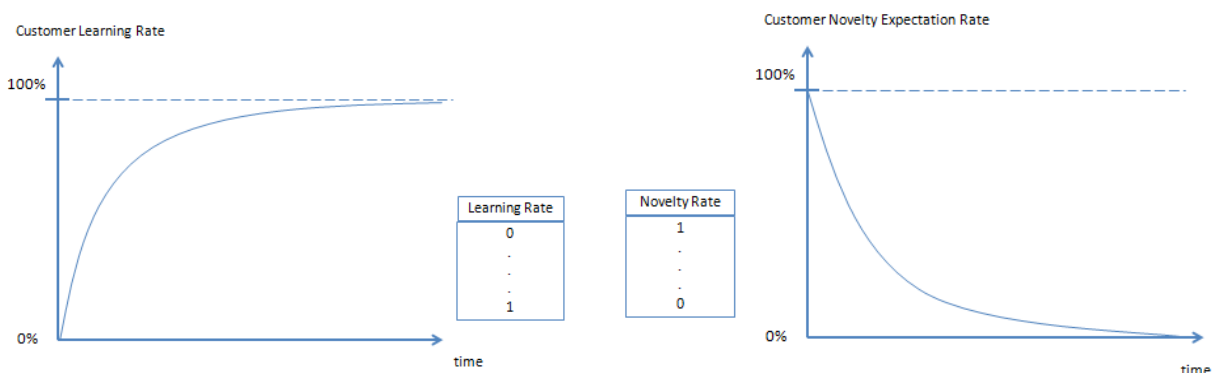 Customer Learning Rate
100%
0%
time
Learning Rate
0
.
.
.
1
Novelty Rate
1
.
.
.
0
Customer Novelty Expectation Rate
100%
0%
time